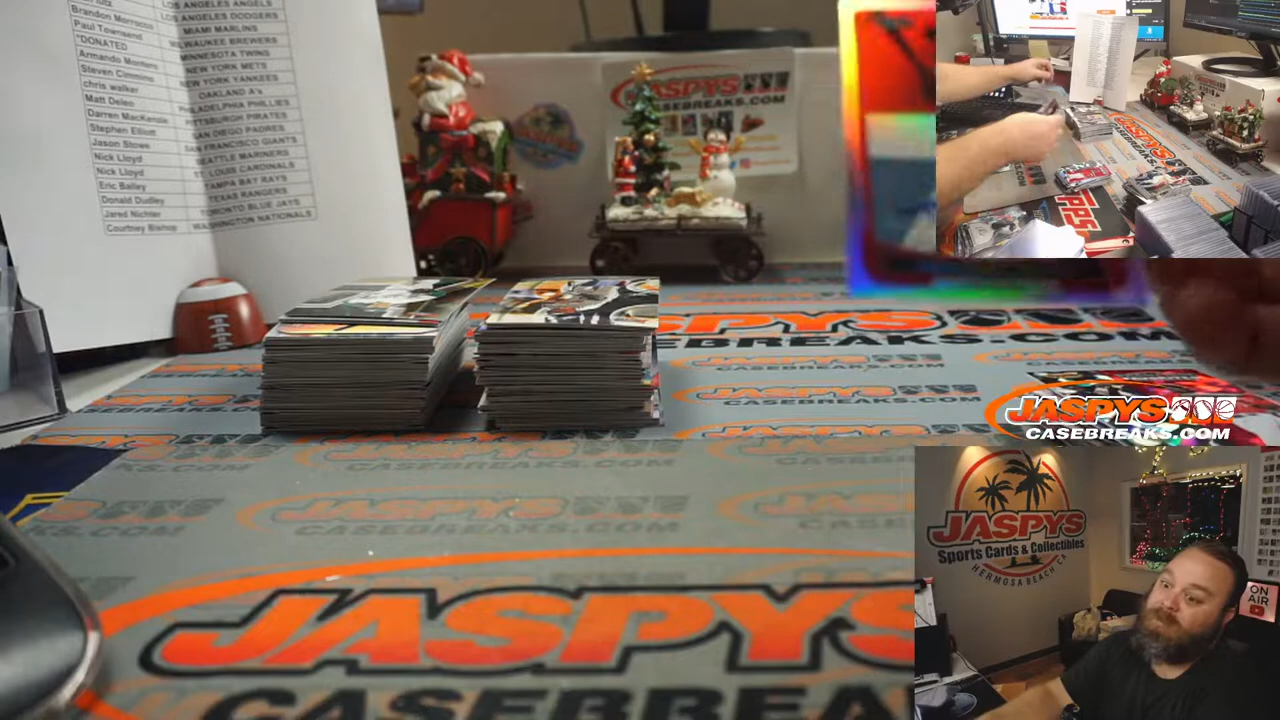 LOS ANGELES ANGELS
Brandon Morrocco LOS ANGELES DODGERS
Paul Townsend MIAMI MARLINS
*DONATED MILWAUKEE BREWERS
Armando Montero MINNESOTA TWINS
Steven Cimmino NEW YORK METS
chris walker NEW YORK YANKEES
Matt Deleo OAKLAND A's
Darren MacKenzie PHILADELPHIA PHILLIES
Stephen Elliott PITTSBURGH PIRATES
Jason Stowe SAN DIEGO PADRES
Nick Lloyd SAN FRANCISCO GIANTS
Nick Lloyd SEATTLE MARINERS
Eric Bailey ST. LOUIS CARDINALS
Donald Dudley TAMPA BAY RAYS
Jared Nichter TEXAS RANGERS
Courtney Bishop TORONTO BLUE JAYS
WASHINGTON NATIONALS
JASPYS
CASEBREAKS.COM
JASPYS
CASEBREAKS.COM
JASPYS
CASEBREAKS.COM
JASPYS
Sports Cards & Collectibles
HERMOSA BEACH CA
ON
AIR
JASPYS
CASEBREA